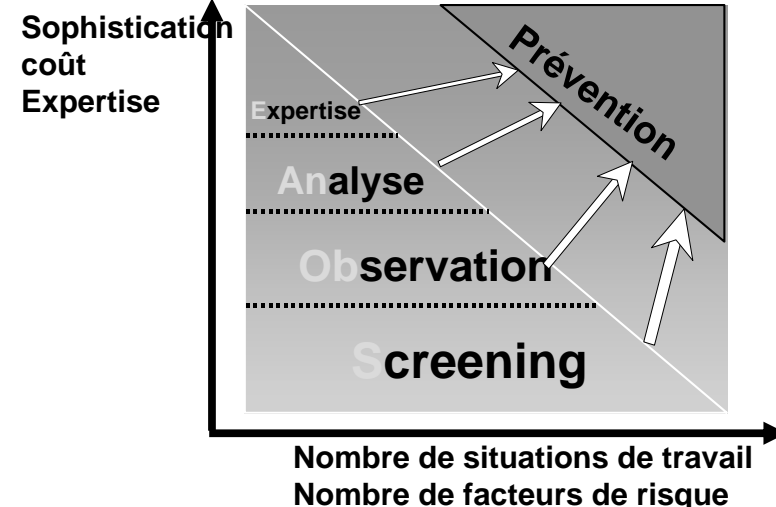 Sophistication
coût
Expertise
Prévention
Expertise
Analyse
Observation
Screening
Nombre de situations de travail
Nombre de facteurs de risque